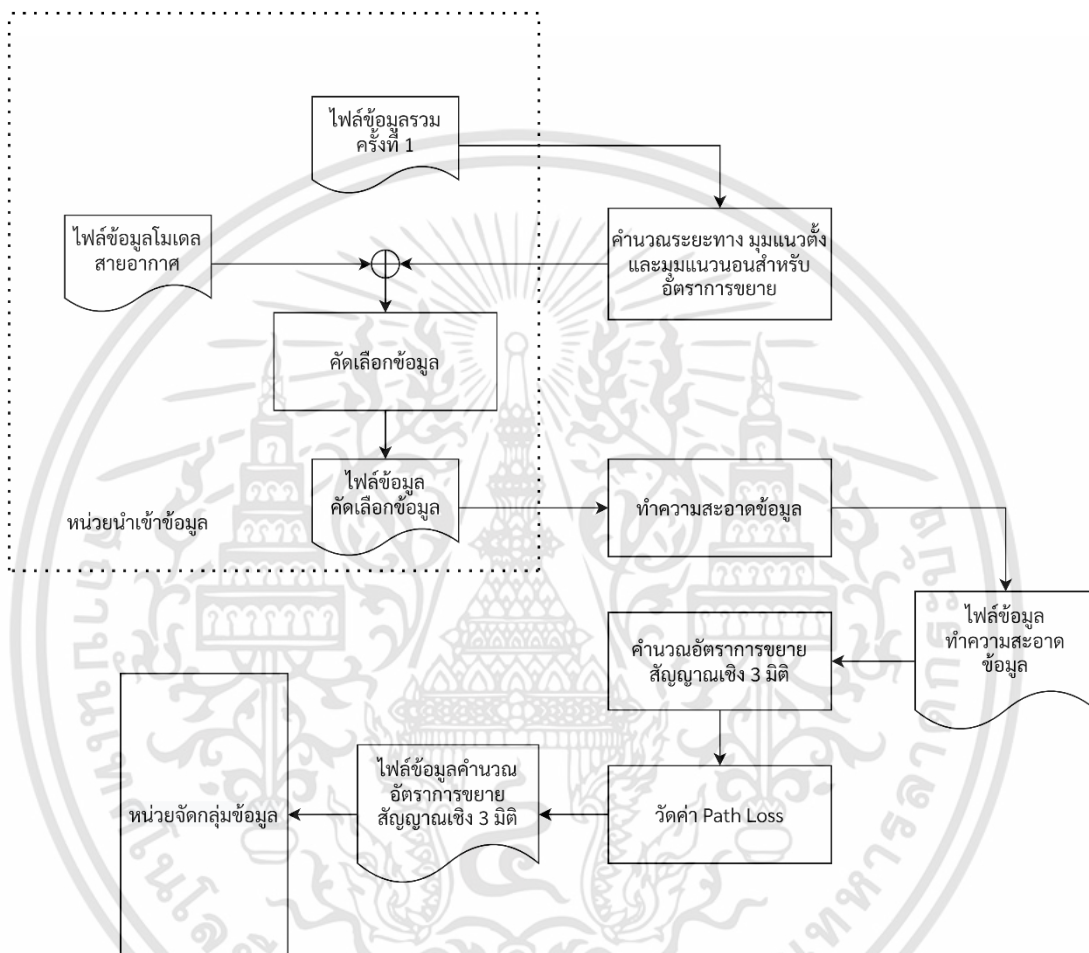 ไฟล์ข้อมูลรวม
ครั้งที่ 1
ไฟล์ข้อมูลโมเดล
สายอากาศ
คำนวณระยะทาง มุมแนวตั้ง
และมุมแนวนอนสำหรับ
อัตราการขยาย
คัดเลือกข้อมูล
ไฟล์ข้อมูล
คัดเลือกข้อมูล
หน่วยนำเข้าข้อมูล
ทำความสะอาดข้อมูล
ไฟล์ข้อมูล
ทำความสะอาด
ข้อมูล
คำนวณอัตราการขยาย
สัญญาณเชิง 3 มิติ
วัดค่า Path Loss
ไฟล์ข้อมูลคำนวณ
อัตราการขยาย
สัญญาณเชิง 3 มิติ
หน่วยจัดกลุ่มข้อมูล